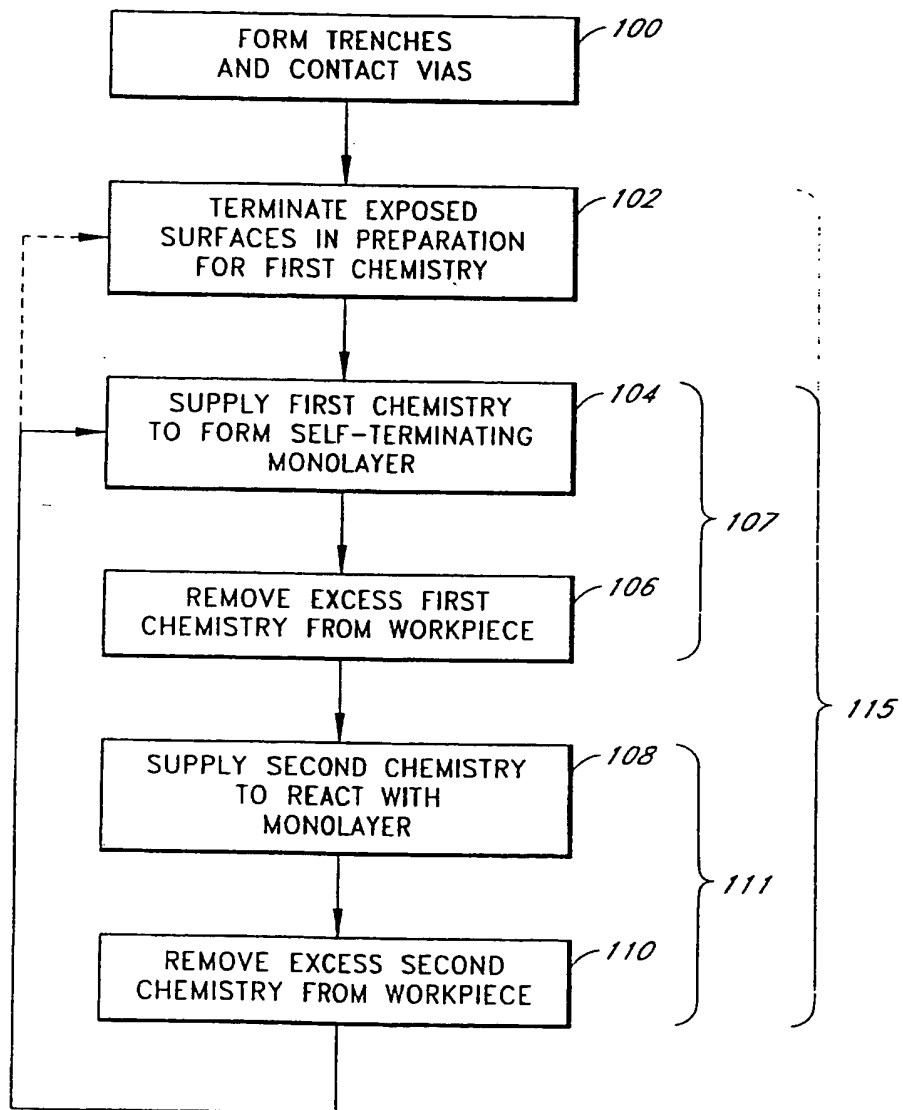 FORM TRENCHES
AND CONTACT VIAS
100
TERMINATE EXPOSED
SURFACES IN PREPARATION
FOR FIRST CHEMISTRY
102
SUPPLY FIRST CHEMISTRY
TO FORM SELF-TERMINATING
MONOLAYER
104
REMOVE EXCESS FIRST
CHEMISTRY FROM WORKPIECE
106
107
SUPPLY SECOND CHEMISTRY
TO REACT WITH
MONOLAYER
108
REMOVE EXCESS SECOND
CHEMISTRY FROM WORKPIECE
110
111
115